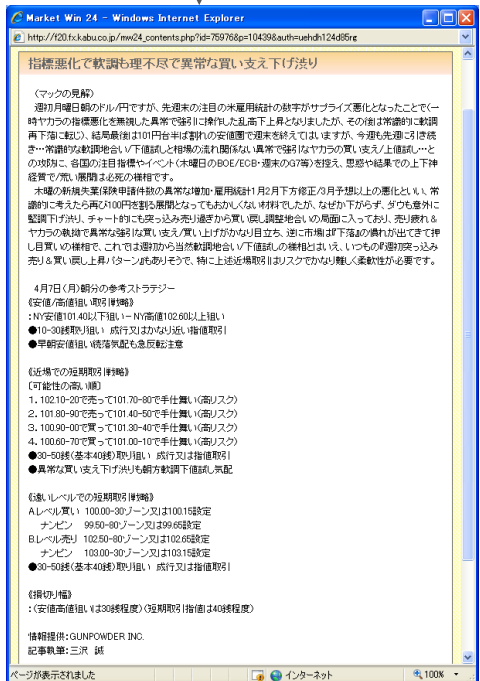 Market Win 24 - Windows Internet Explorer
http://f20.fx.kabu.co.jp/mw24_contents.php?id=75976&p=10439&auth=uehdh124d85rg
指標悪化で軟調も理不尽で異常な買い支え下げ渋り
(マックの見解)
週初月曜日朝のドル/円ですが、先週末の注目の米雇用統計の数字がサプライズ悪化となったことで(一
時ヤカラの指標悪化を無視した異常で強引に操作した乱高下上昇となりましたが、その後は常識的に軟調
再下落に転じ)、結局最後は101円台半ば割れの安値圏で週末を終えてはいますが、今週も先週に引き続
き…常識的な軟調地合い/下値試しと相場の流れ関係ない異常で強引なヤカラの買い支え/上値試し…と
の攻防に、各国の注目指標やイベント(木曜日のBOE/ECB・週末のG7等)を控え、思惑や結果での上下神
経質で荒い展開は必死の様相です。
木曜の新規失業保険申請件数の異常な増加・雇用統計1月2月下方修正/3月予想以上の悪化といい、常
識的に考えたら再び100円を割る展開となってもおかしくない材料でしたが、なぜか下がらず、ダウも意外に
堅調下げ渋り、チャート的にも突っ込み売り過ぎから買い戻し調整地合いの局面に入っており、売り疲れ＆
ヤカラの執拗で異常な強引な買い支え/買い上げがかなり目立ち、逆に市場は『下落』の慣れが出てきて押
し目買いの様相で、これでは週初から当然軟調地合い/下値試しの様相とはいえ、いつもの『週初突っ込み
売り＆買い戻し上昇パターン』もありそうで、特に上述近場取引はリスクでかなり難しく柔軟性が必要です。
4月7日(月)朝分の参考ストラテジー
《安値/高値狙い取引戦略》
:NY安値101.40以下狙い－NY高値102.60以上狙い
●10-30銭取り狙い 成行又はかなり近い指値取引
●早朝安値狙い続落気配も急反転注意
《近場での短期取引戦略》
〔可能性の高い順〕
1. 102.10-20で売って101.70-80で手仕舞い(高リスク)
2. 101.80-90で売って101.40-50で手仕舞い(高リスク)
3. 100.90-00で買って101.30-40で手仕舞い(高リスク)
4. 100.60-70で買って101.00-10で手仕舞い(高リスク)
●30-50銭(基本40銭)取り狙い 成行又は指値取引
●異常な買い支え下げ渋りも朝方軟調下値試し気配
《遠いレベルでの短期取引戦略》
Aレベル買い 100.00-30ゾーン又は100.15設定
ナンピン 99.50-80ゾーン又は99.65設定
Bレベル売り 102.50-80ゾーン又は102.65設定
ナンピン 103.00-30ゾーン又は103.15設定
●30-50銭(基本40銭)取り狙い 成行又は指値取引
《損切り幅》
:(安値高値狙いは30銭程度)(短期取引指値は40銭程度)
情報提供:GUNPOWDER INC.
記事執筆:三沢 誠
ページが表示されました
インターネット
100%